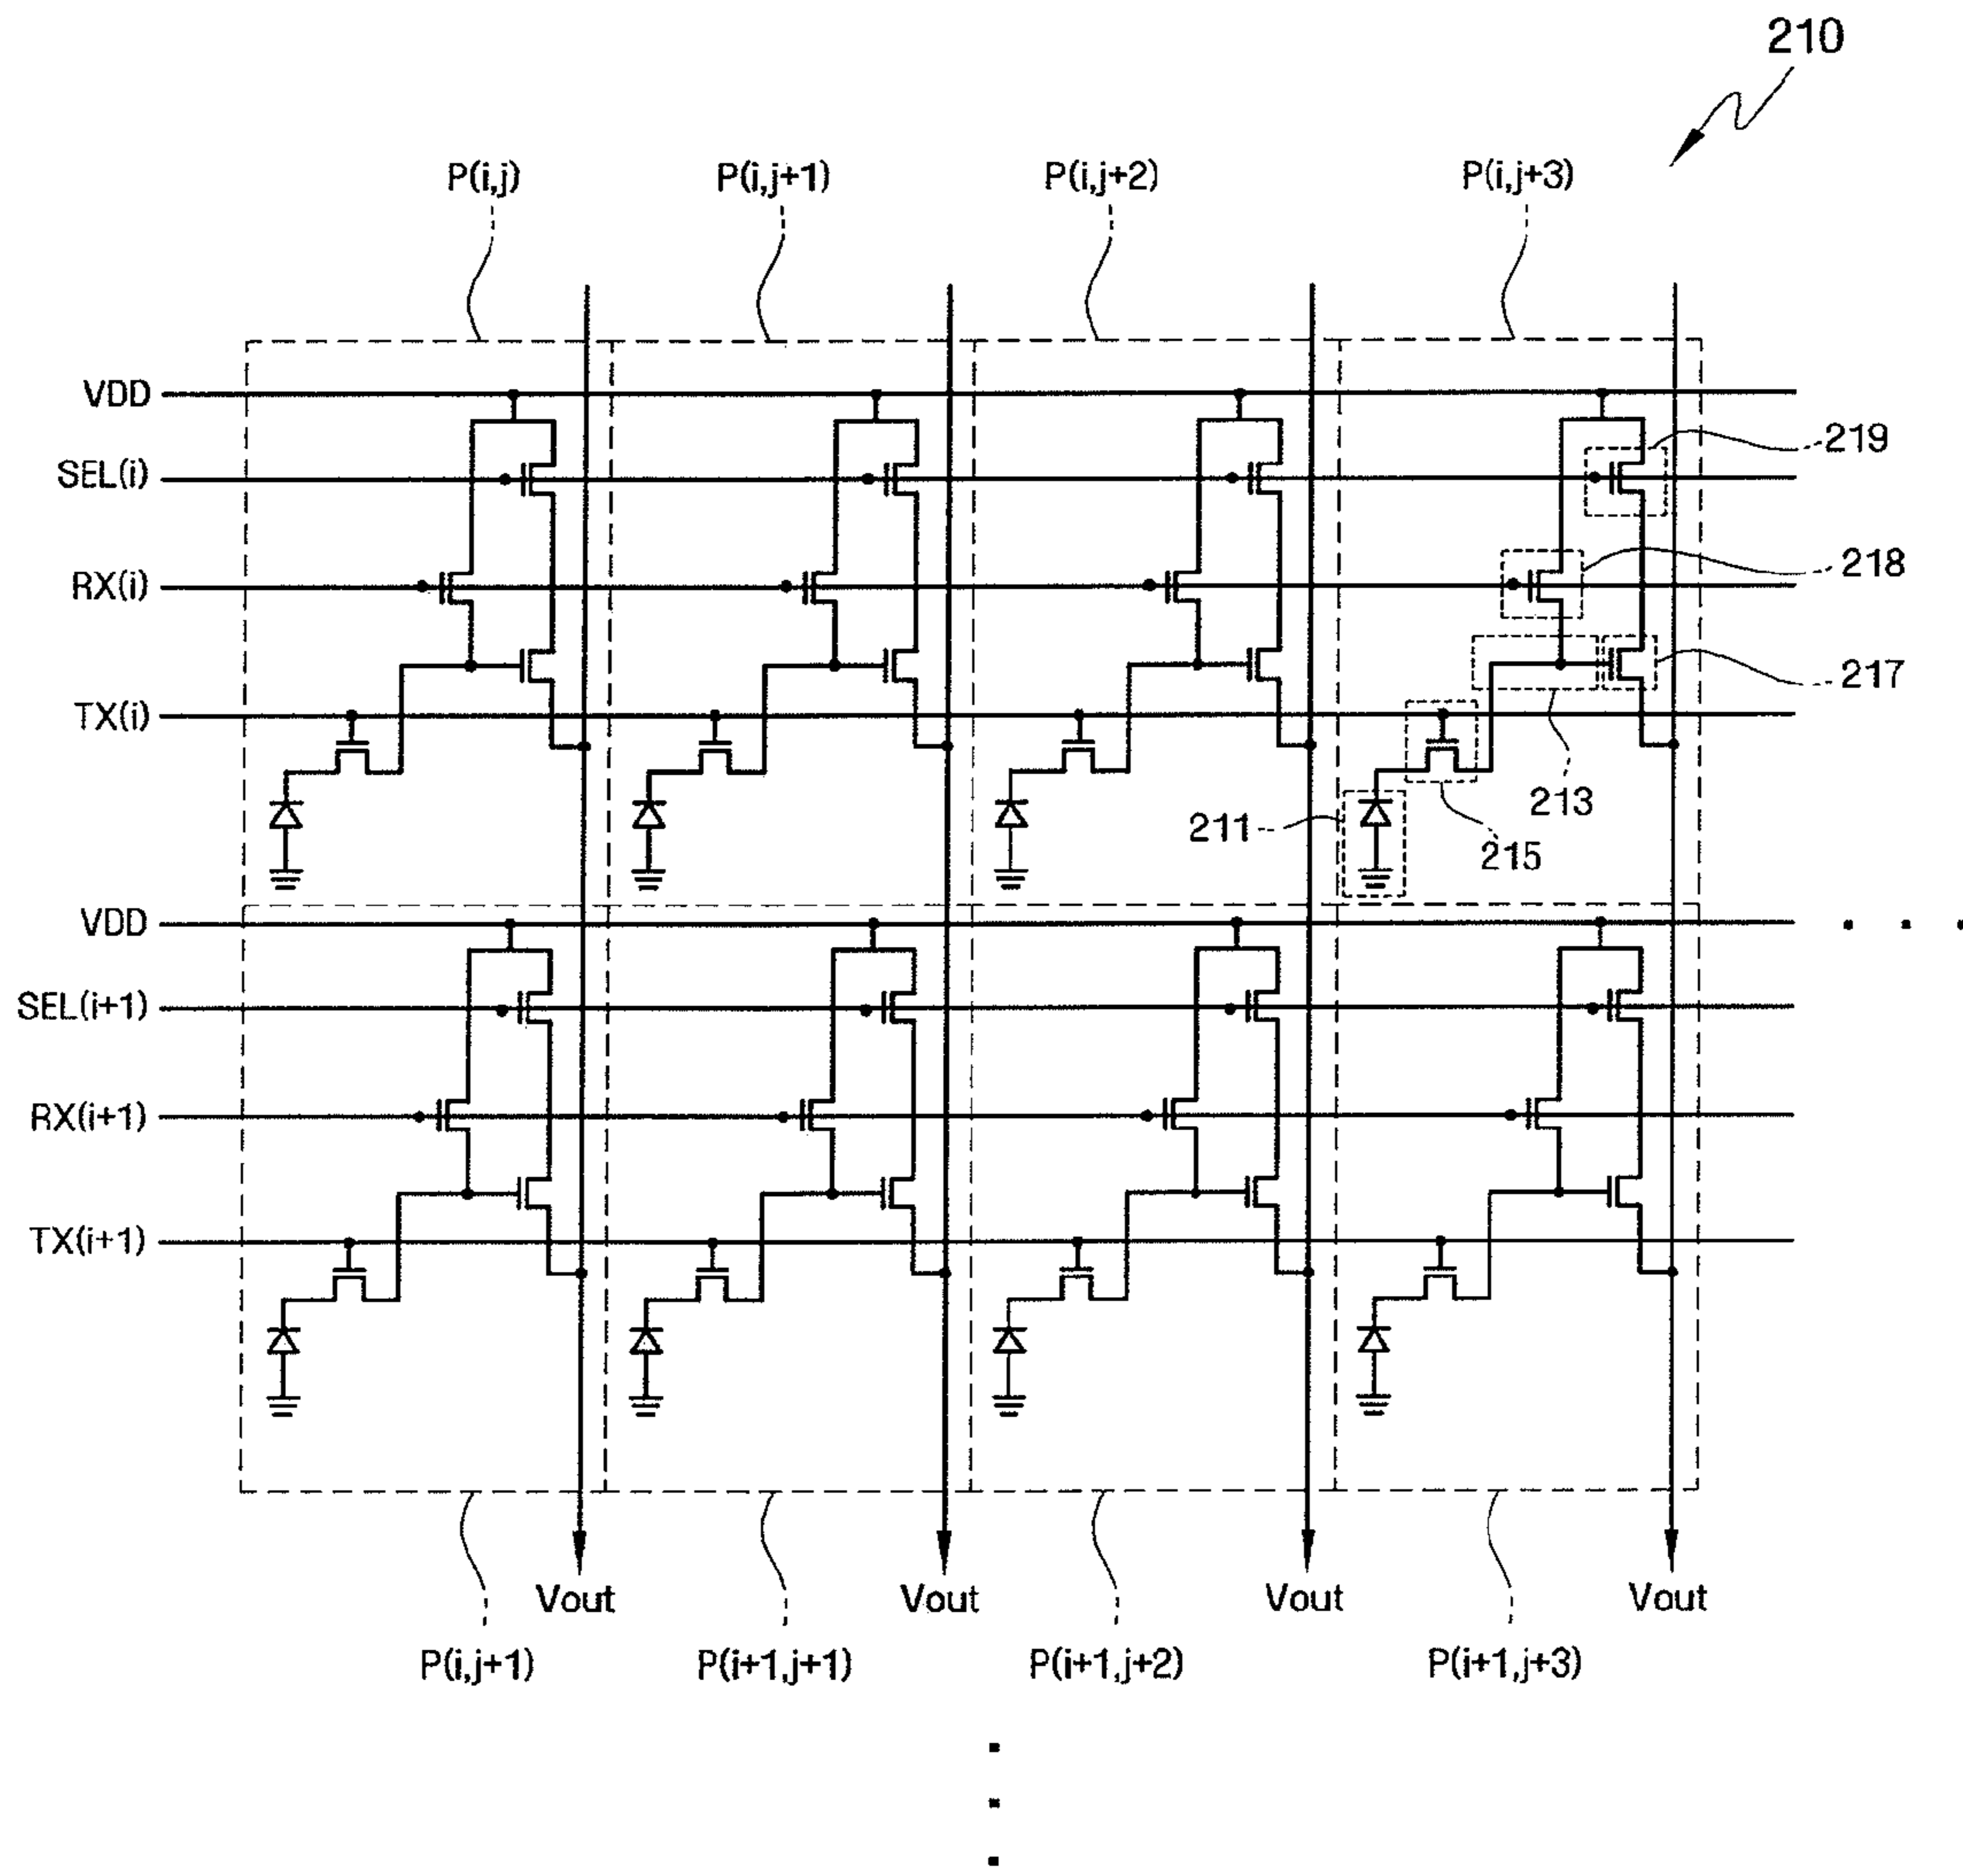 210
P(i,j) P(i,j+1) P(i,j+2) P(i,j+3)
VDD
219
SEL(i)
218
RX(i)
217
TX(i)
213
211
215
VDD
SEL(i+1)
RX(i+1)
TX(i+1)
Vout Vout Vout Vout
P(i,j+1) P(i+1,j+1) P(i+1,j+2) P(i+1,j+3)